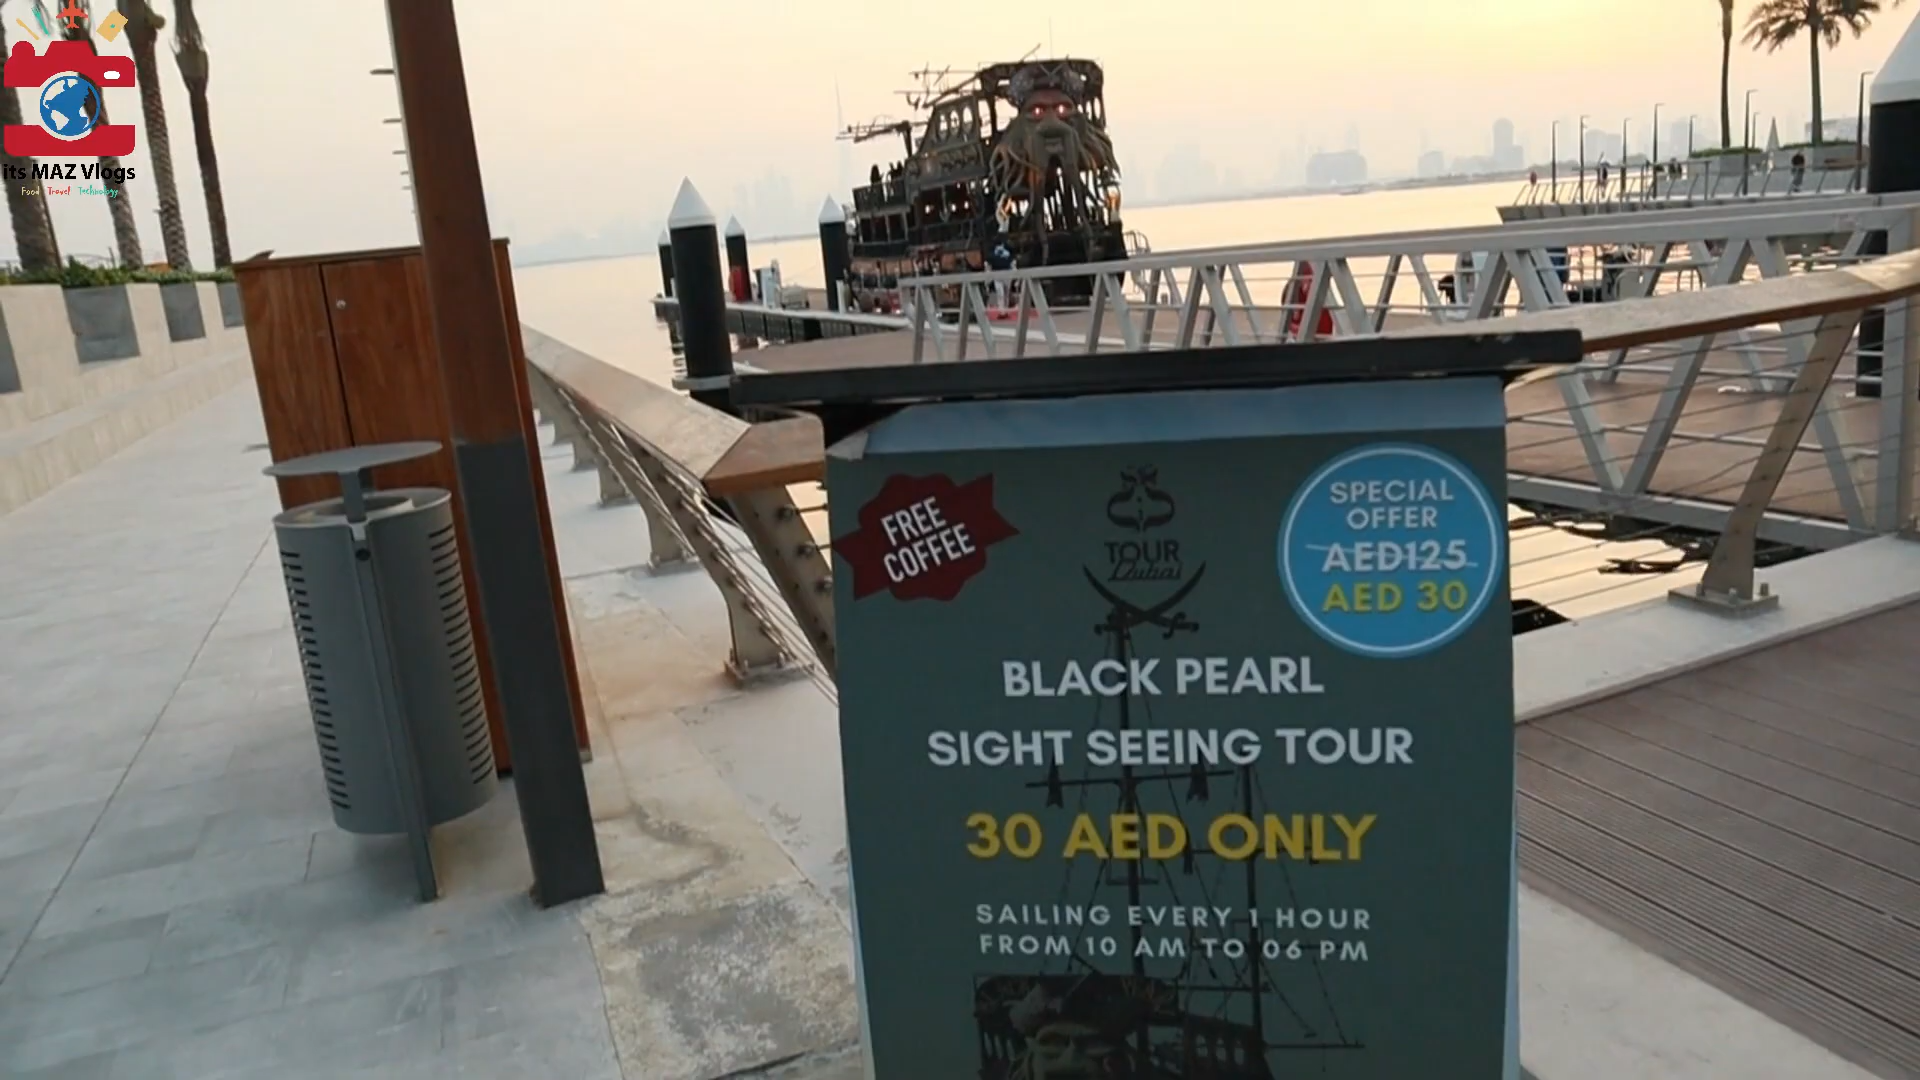 its MAZ Vlogs
Food Travel Technology
FREE
COFFEE
TOUR
Dubai
SPECIAL
OFFER
AED125
AED 30
BLACK PEARL
SIGHT SEEING TOUR
30 AED ONLY
SAILING EVERY 1 HOUR
FROM 10 AM TO 06 PM